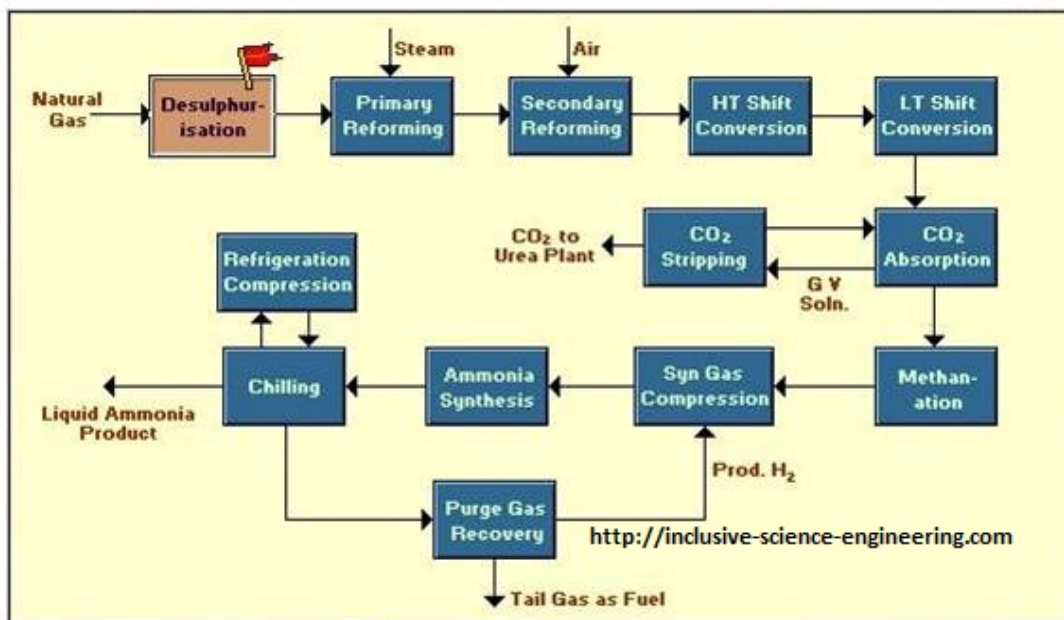 Steam
Air
Natural
Gas
Desulphur-
isation
Primary
Reforming
Secondary
Reforming
HT Shift
Conversion
LT Shift
Conversion
CO₂ to
Urea Plant
CO₂
Stripping
CO₂
Absorption
G V
Soln.
Refrigeration
Compression
Chilling
Ammonia
Synthesis
Syn Gas
Compression
Methan-
ation
Liquid Ammonia
Product
Prod. H₂
Purge Gas
Recovery
http://inclusive-science-engineering.com
Tail Gas as Fuel